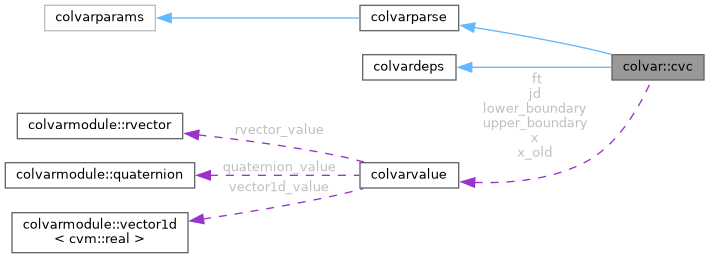 colvarparams
colvarparse
colvardeps
colvar::cvc
ft
jd
lower_boundary
upper_boundary
x
x_old
colvarmodule::rvector
rvector_value
colvarmodule::quaternion
quaternion_value
colvarvalue
vector1d_value
colvarmodule::vector1d
< cvm::real >